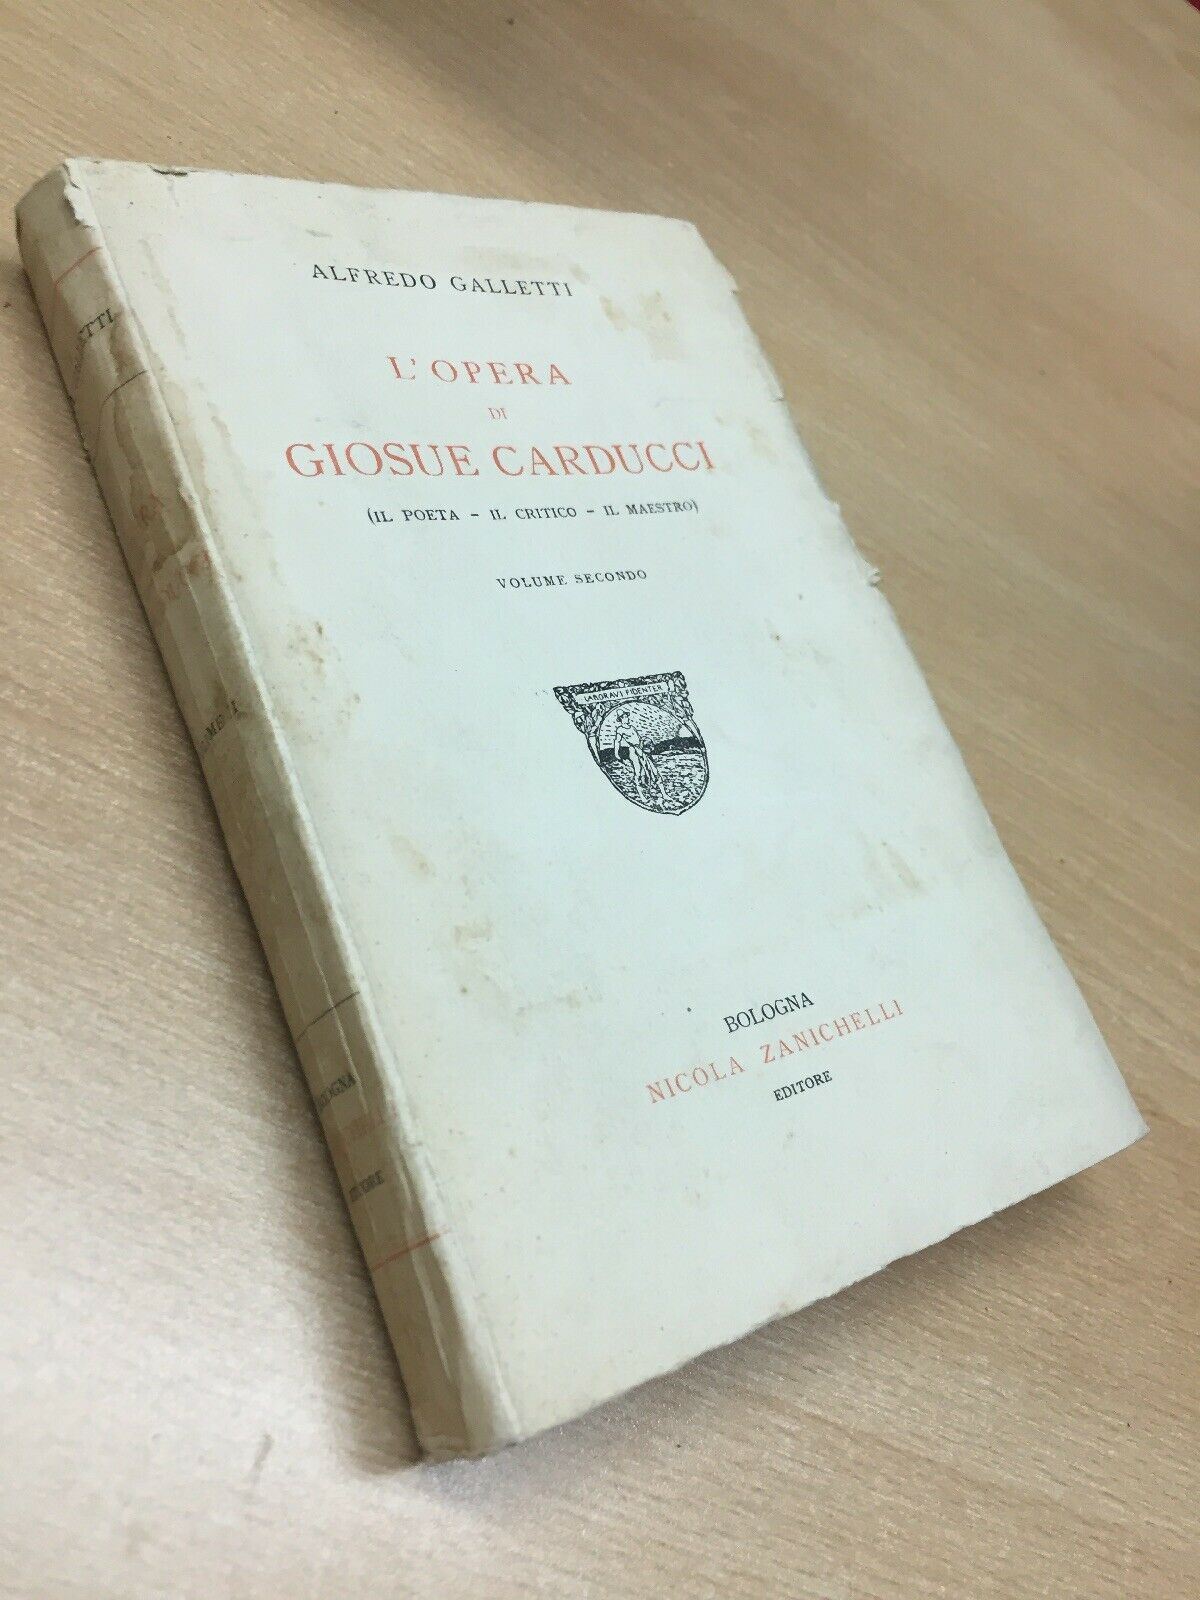 ALFREDO GALLETTI
L'OPERA
DI
GIOSUE CARDUCCI
(IL POETA - IL CRITICO - IL MAESTRO)
VOLUME SECONDO
LABORAVI FIDENTER
BOLOGNA
NICOLA ZANICHELLI
EDITORE